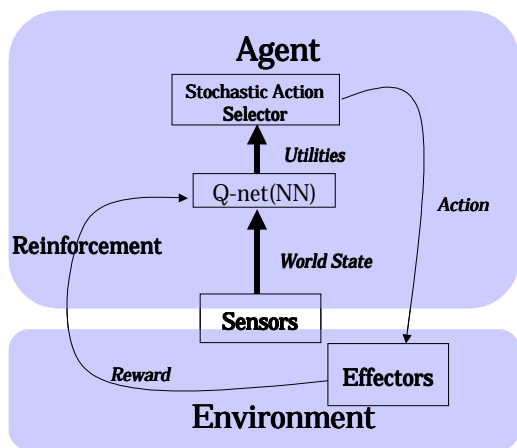 Agent
Stochastic Action
Selector
Utilities
Q-net(NN)
Action
Reinforcement
World State
Sensors
Reward
Effectors
Environment